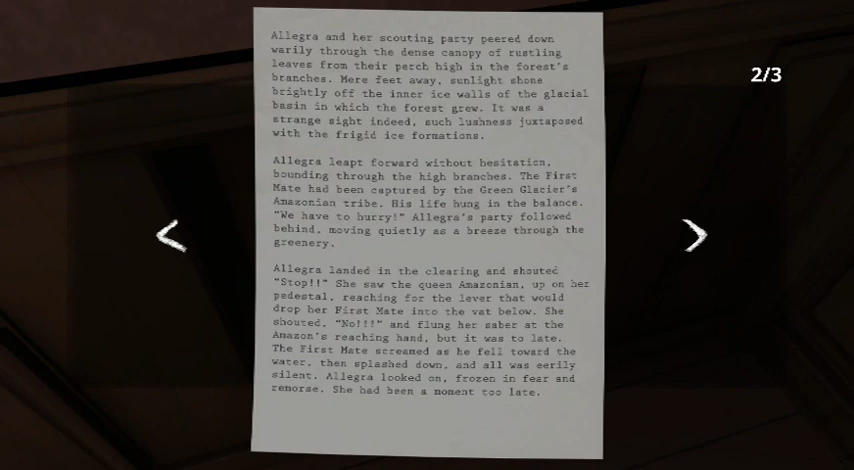 Allegra and her scouting party peered down
warily through the dense canopy of rustling
leaves from their perch high in the forest's
branches. Mere feet away, sunlight shone
brightly off the inner ice walls of the glacial
basin in which the forest grew. It was a
strange sight indeed, such lushness juxtaposed
with the frigid ice formations.
Allegra leapt forward without hesitation,
bounding through the high branches. The First
Mate had been captured by the Green Glacier's
Amazonian tribe. His life hung in the balance.
"We have to hurry!" Allegra's party followed
behind, moving quietly as a breeze through the
greenery.
Allegra landed in the clearing and shouted
"Stop!!" She saw the queen Amazonian, up on her
pedestal, reaching for the lever that would
drop her First Mate into the vat below. She
shouted, "No!!!" and flung her saber at the
Amazon's reaching hand, but it was to late.
The First Mate screamed as he fell toward the
water, then splashed down, and all was eerily
silent. Allegra looked on, frozen in fear and
remorse. She had been a moment too late.
2/3